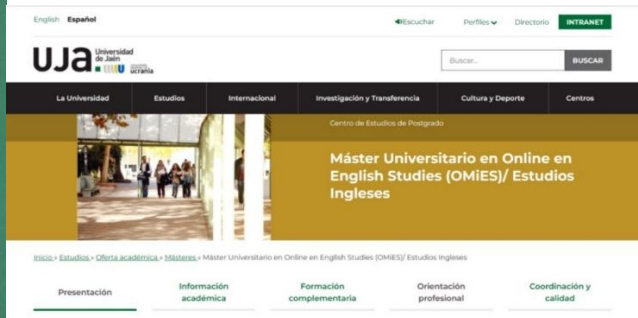 English Español
Escuchar Perfiles Directorio INTRANET
UJa. Universidad de Jaén
ucrania
Buscar... BUSCAR
La Universidad Estudios Internacional Investigación y Transferencia Cultura y Deporte Centros
Centro de Estudios de Postgrado
Máster Universitario en Online en
English Studies (OMiES)/ Estudios
Ingleses
Inicio » Estudios » Oferta académica » Másteres » Máster Universitario en Online en English Studies (OMiES)/ Estudios Ingleses
Presentación Información académica Formación complementaria Orientación profesional Coordinación y calidad